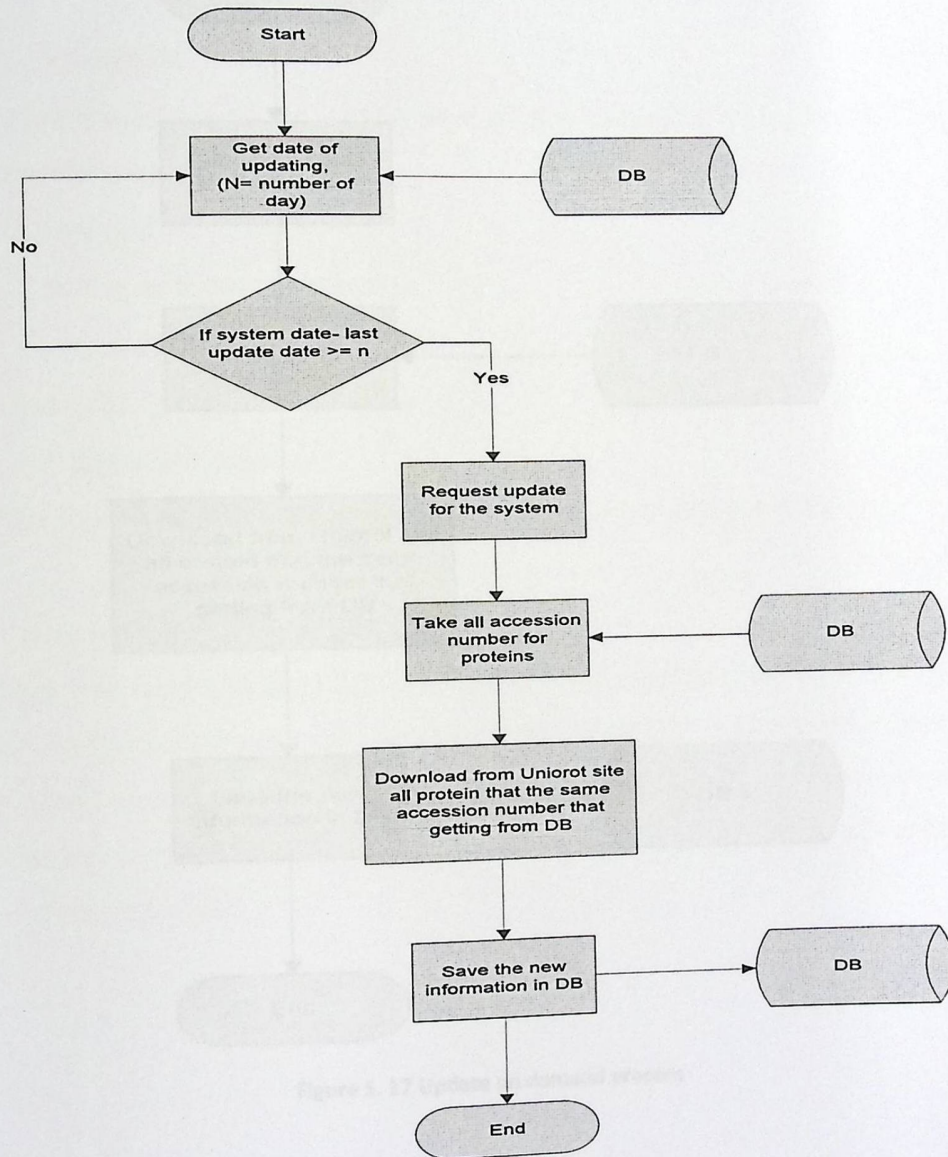 Start
Get date of
updating,
(N= number of
day)
DB
No
If system date- last
update date >= n
Yes
Request update
for the system
Take all accession
number for
proteins
DB
Download from Uniorot site
all protein that the same
accession number that
getting from DB
Save the new
information in DB
DB
End